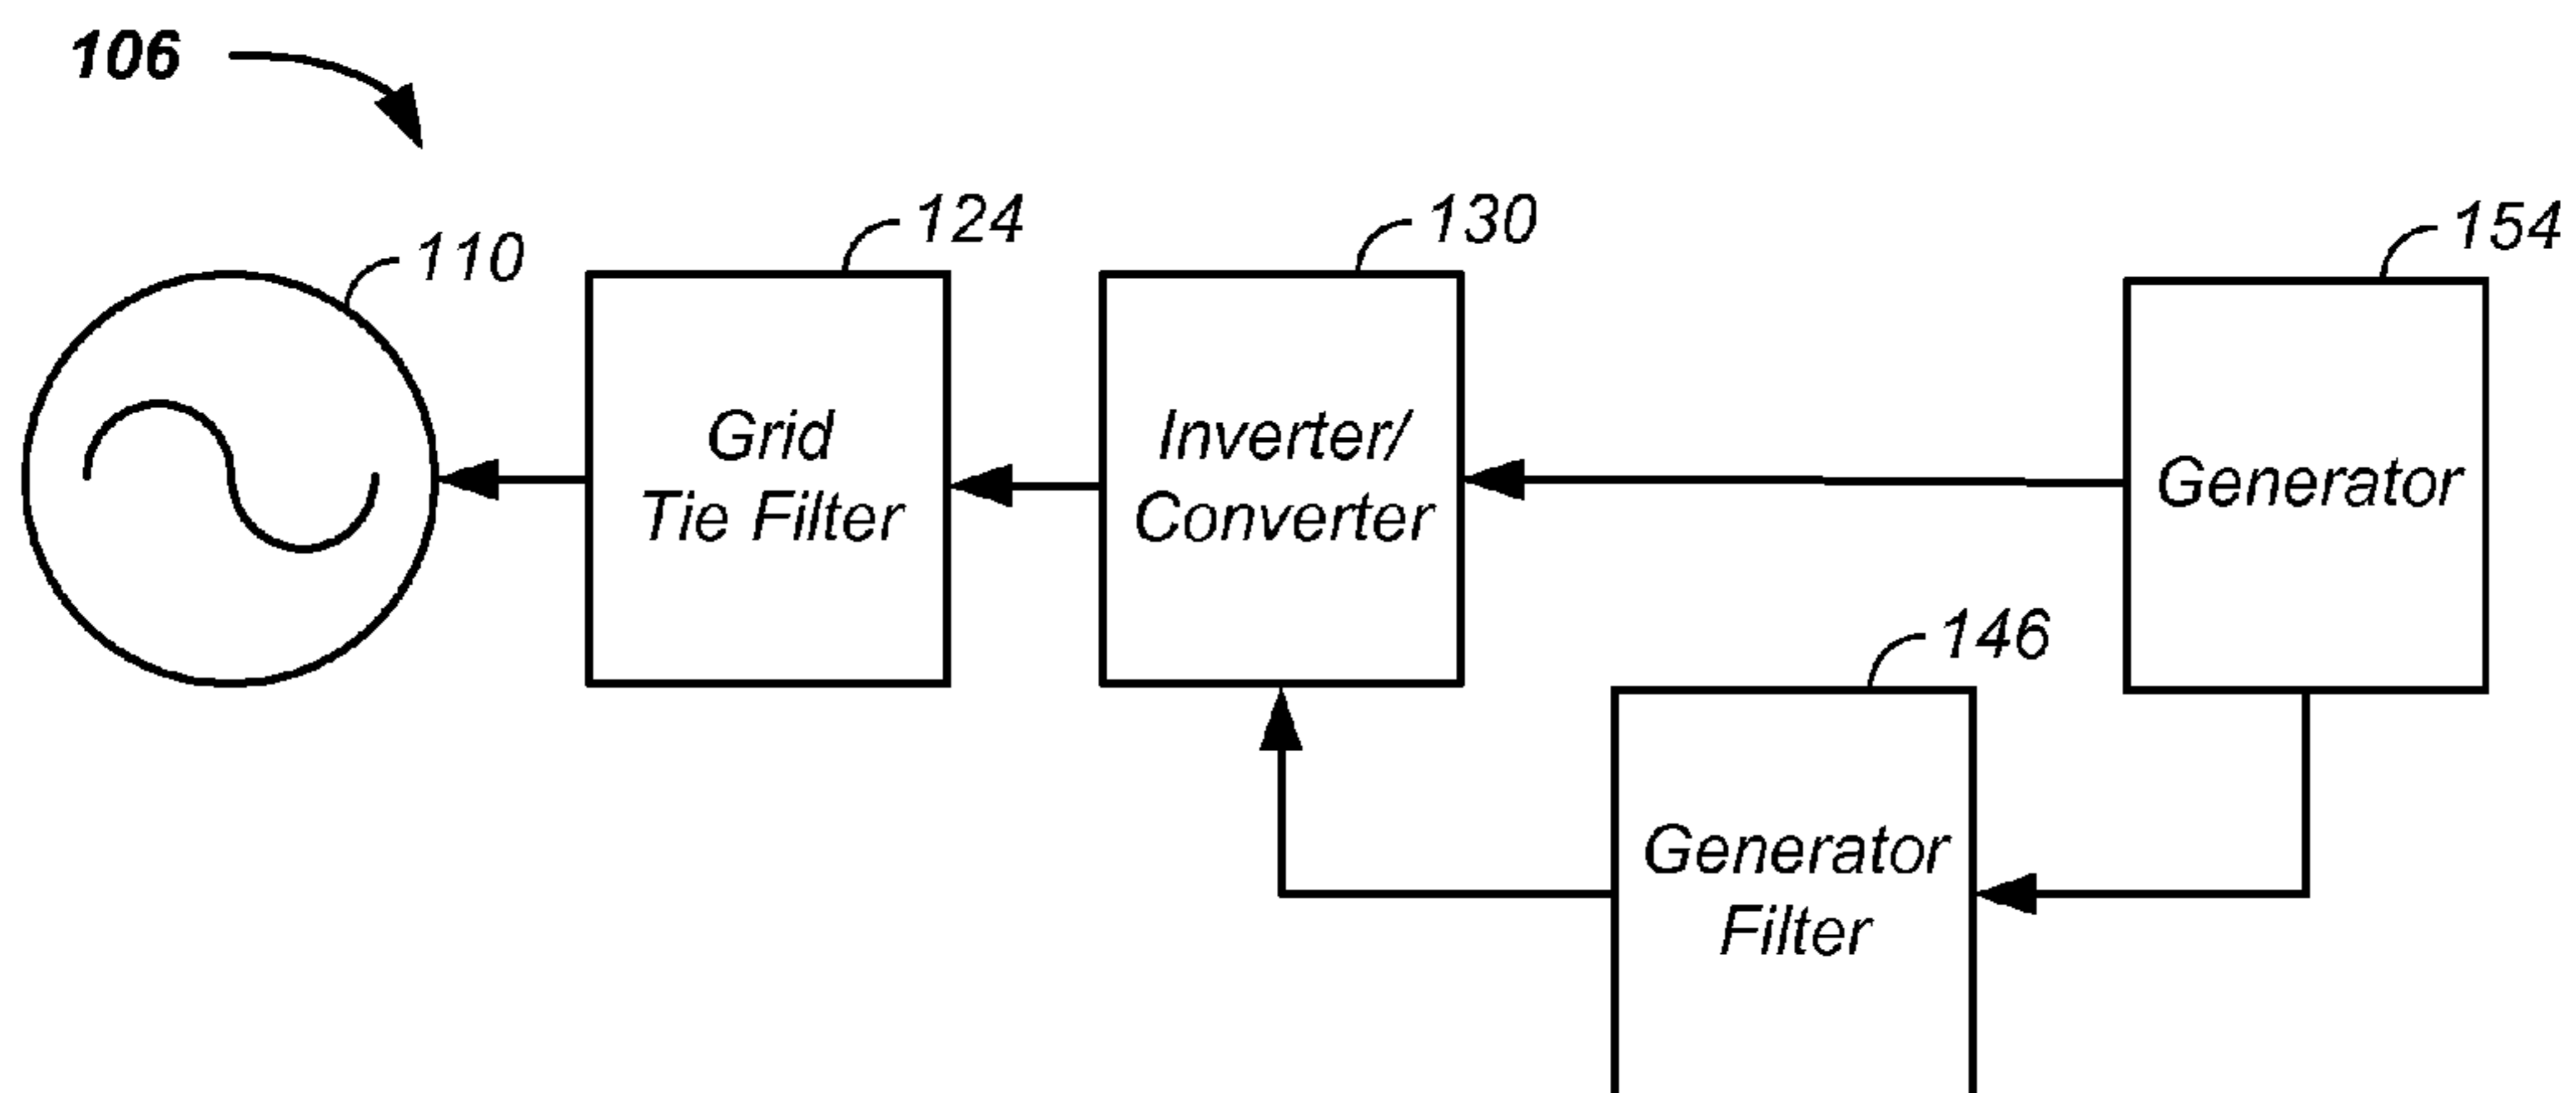 106
110
124
130
154
Grid
Tie Filter
Inverter/
Converter
Generator
146
Generator
Filter